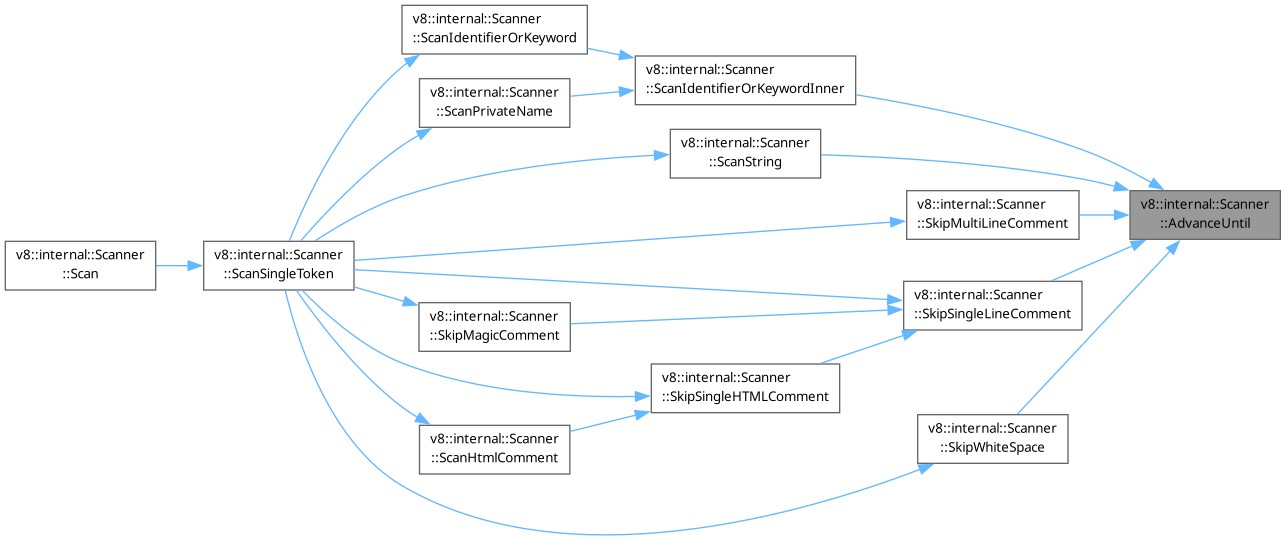 v8::internal::Scanner
::ScanIdentifierOrKeyword
v8::internal::Scanner
::ScanIdentifierOrKeywordInner
v8::internal::Scanner
::ScanPrivateName
v8::internal::Scanner
::ScanString
v8::internal::Scanner
::SkipMultiLineComment
v8::internal::Scanner
::AdvanceUntil
v8::internal::Scanner
::Scan
v8::internal::Scanner
::ScanSingleToken
v8::internal::Scanner
::SkipSingleLineComment
v8::internal::Scanner
::SkipMagicComment
v8::internal::Scanner
::SkipSingleHTMLComment
v8::internal::Scanner
::SkipWhiteSpace
v8::internal::Scanner
::ScanHtmlComment